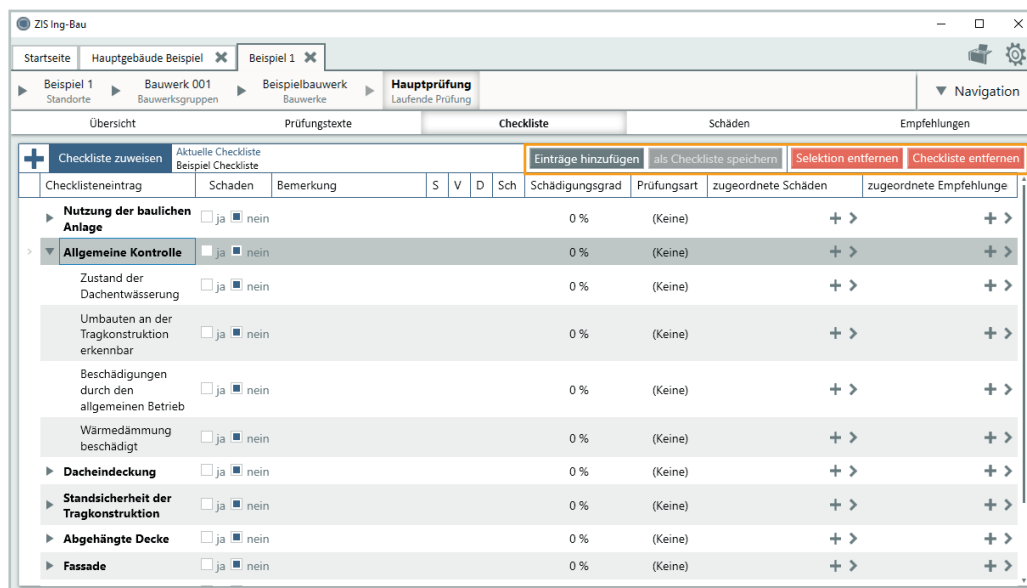 ZIS Ing-Bau
Startseite Hauptgebäude Beispiel Beispiel 1
Beispiel 1 Bauwerk 001 Beispielbauwerk Hauptprüfung Navigation
Standorte Bauwerksgruppen Bauwerke Laufende Prüfung
Übersicht Prüfungstexte Checkliste Schäden Empfehlungen
Checkliste zuweisen Aktuelle Checkliste Einträge hinzufügen als Checkliste speichern Selektion entfernen Checkliste entfernen
Beispiel Checkliste
Checklisteneintrag Schaden Bemerkung S V D Sch Schädigungsgrad Prüfungsart zugeordnete Schäden zugeordnete Empfehlunge
Nutzung der baulichen
Anlage ja nein 0 % (Keine)
Allgemeine Kontrolle ja nein 0 % (Keine)
Zustand der
Dachentwässerung ja nein 0 % (Keine)
Umbauten an der
Tragkonstruktion ja nein 0 % (Keine)
erkennbar
Beschädigungen
durch den ja nein 0 % (Keine)
allgemeinen Betrieb
Wärmedämmung
beschädigt ja nein 0 % (Keine)
Dacheindeckung ja nein 0 % (Keine)
Standsicherheit der
Tragkonstruktion ja nein 0 % (Keine)
Abgehängte Decke ja nein 0 % (Keine)
Fassade ja nein 0 % (Keine)